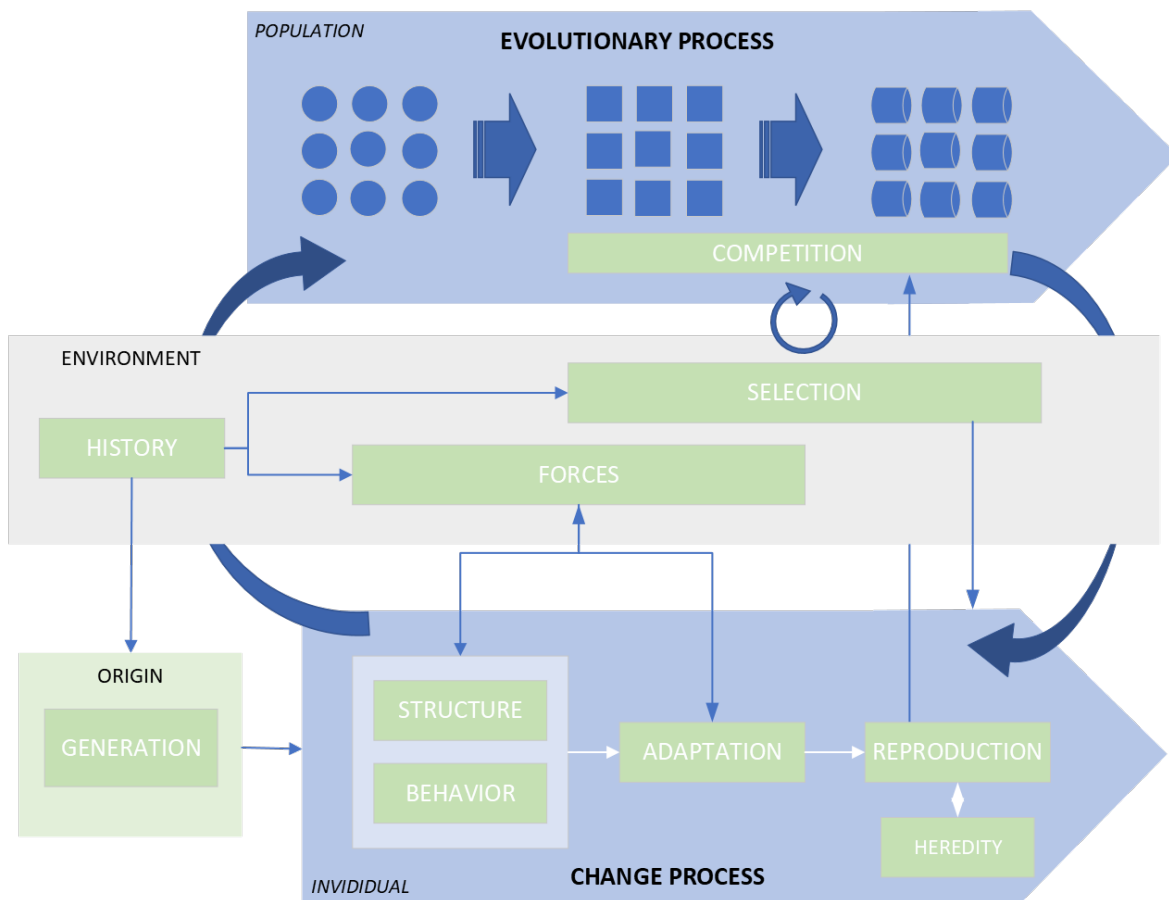 POPULATION
EVOLUTIONARY PROCESS
COMPETITION
ENVIRONMENT
SELECTION
HISTORY
FORCES
ORIGIN
GENERATION
STRUCTURE
BEHAVIOR
ADAPTATION
REPRODUCTION
HEREDITY
CHANGE PROCESS
INVIDIDUAL